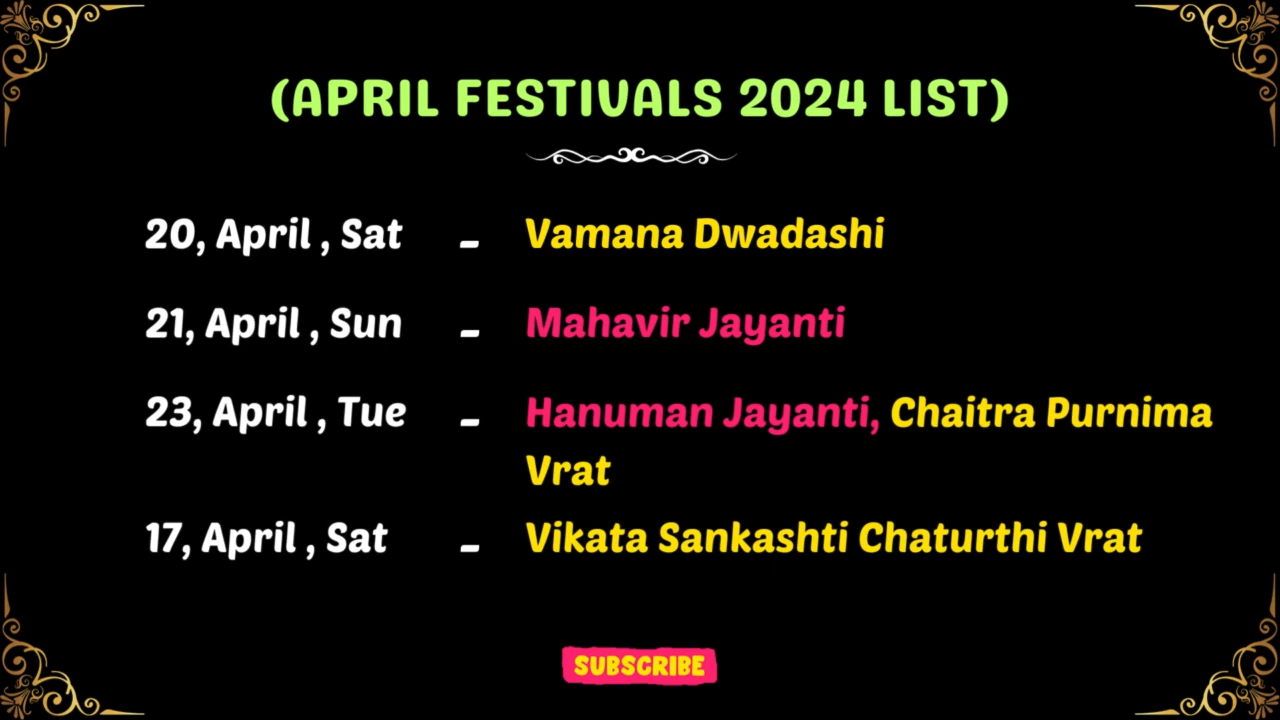 (APRIL FESTIVALS 2024 LIST)
20, April , Sat - Vamana Dwadashi
21, April , Sun - Mahavir Jayanti
23, April , Tue - Hanuman Jayanti, Chaitra Purnima
Vrat
17, April , Sat - Vikata Sankashti Chaturthi Vrat
SUBSCRIBE